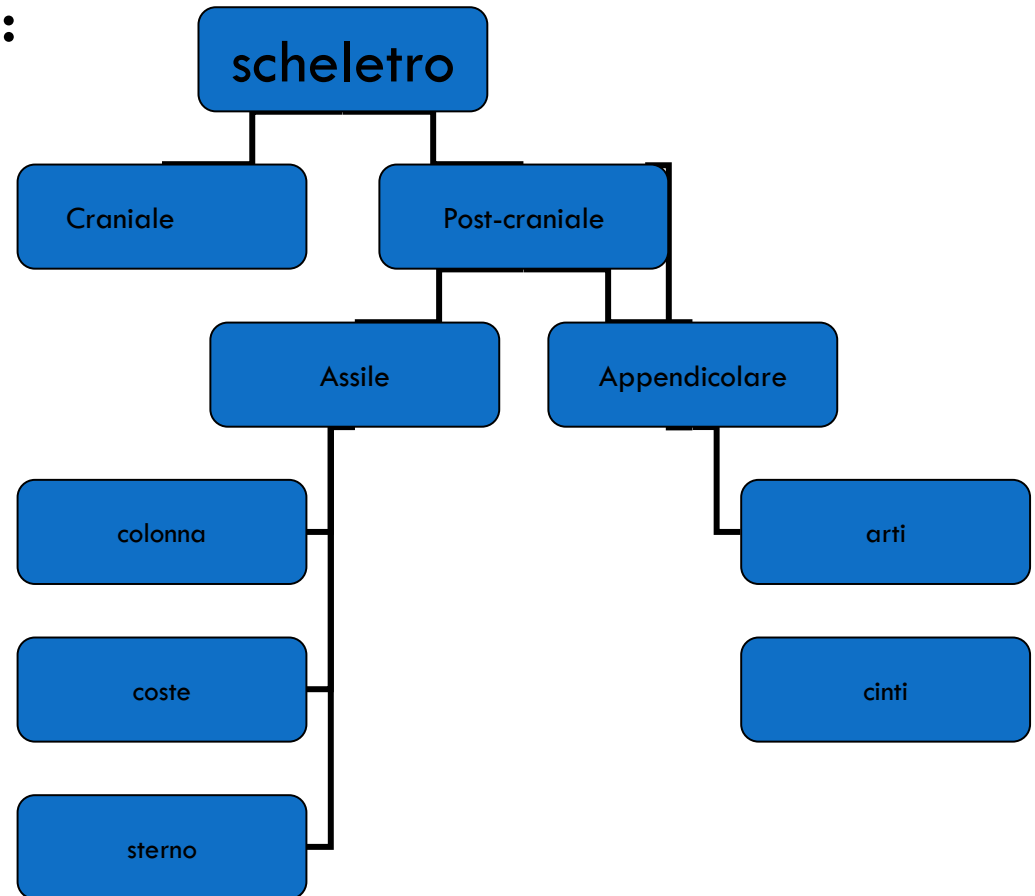 :
scheletro
Craniale
Post-craniale
Assile
Appendicolare
colonna
arti
coste
cinti
sterno